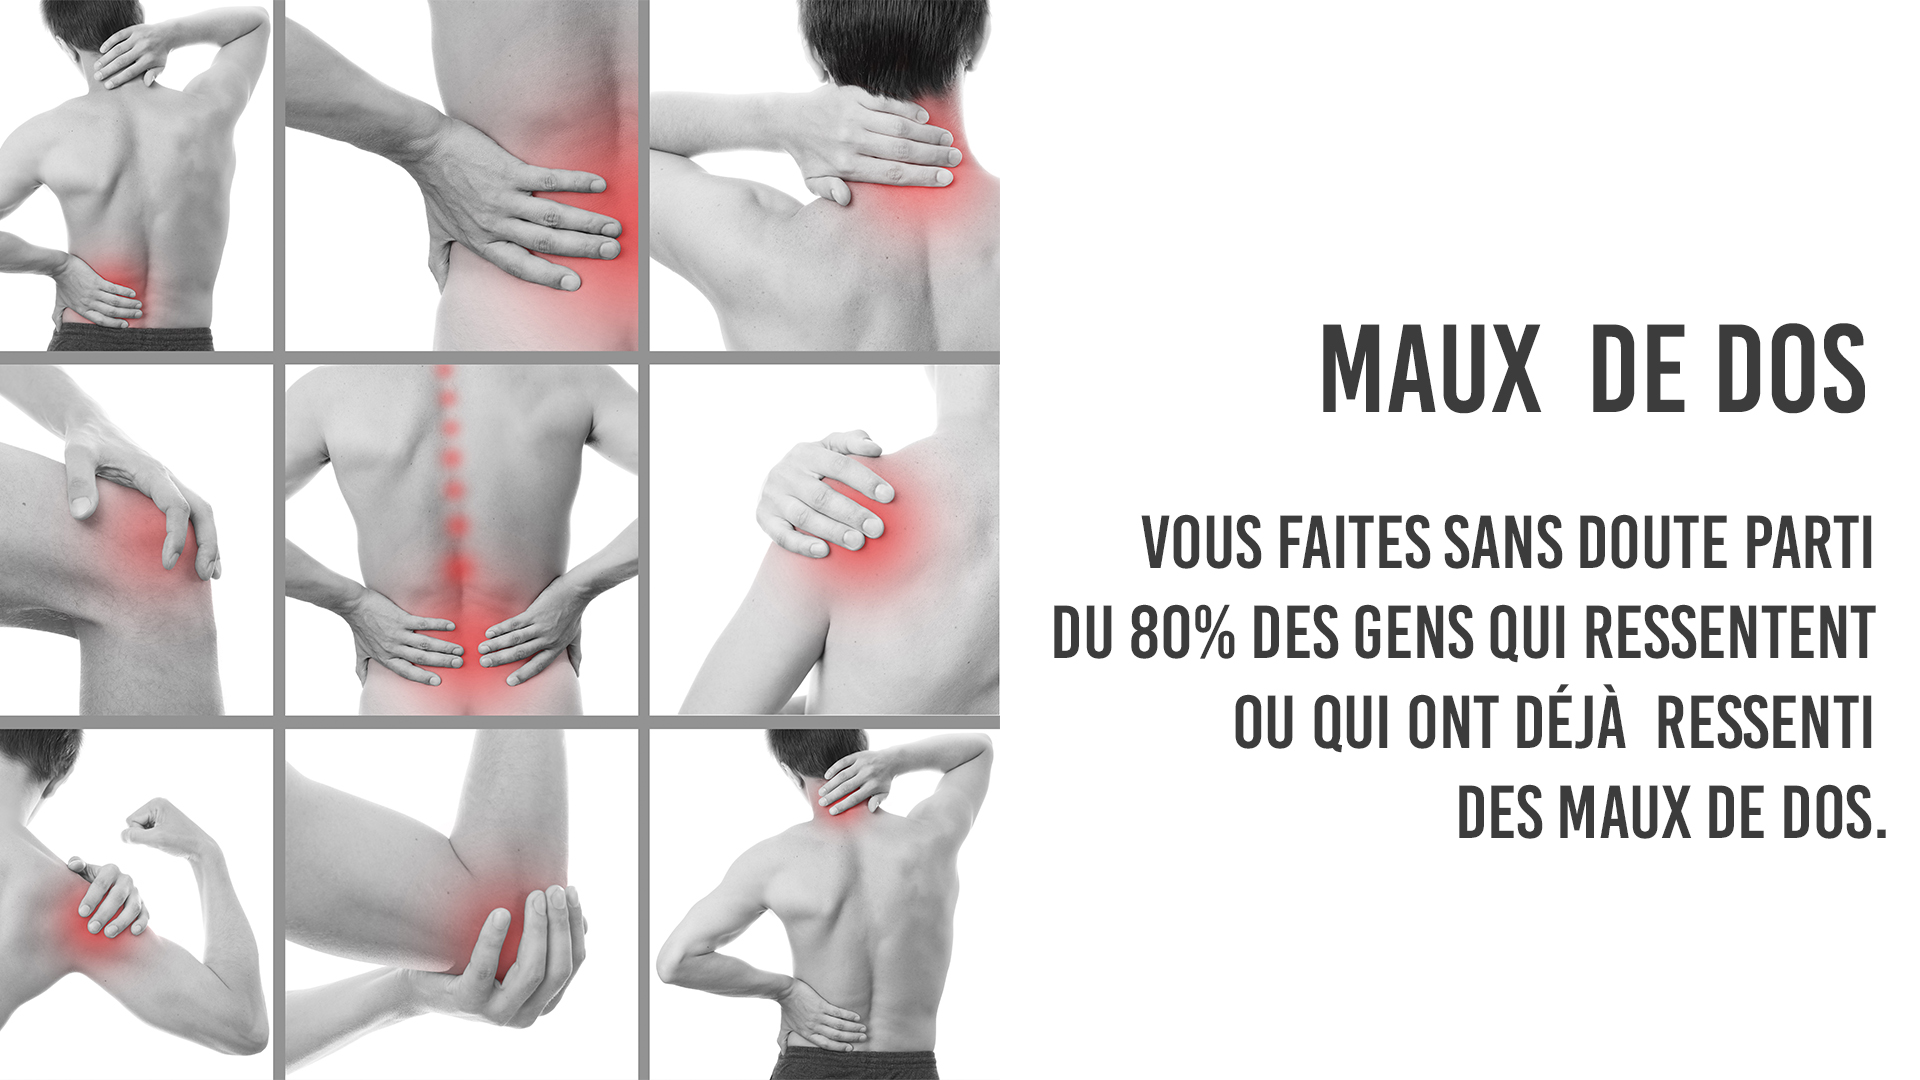 MAUX DE DOS
VOUS FAITES SANS DOUTE PARTI
DU 80% DES GENS QUI RESSENTENT
OU QUI ONT DÉJÀ RESSENTI
DES MAUX DE DOS.